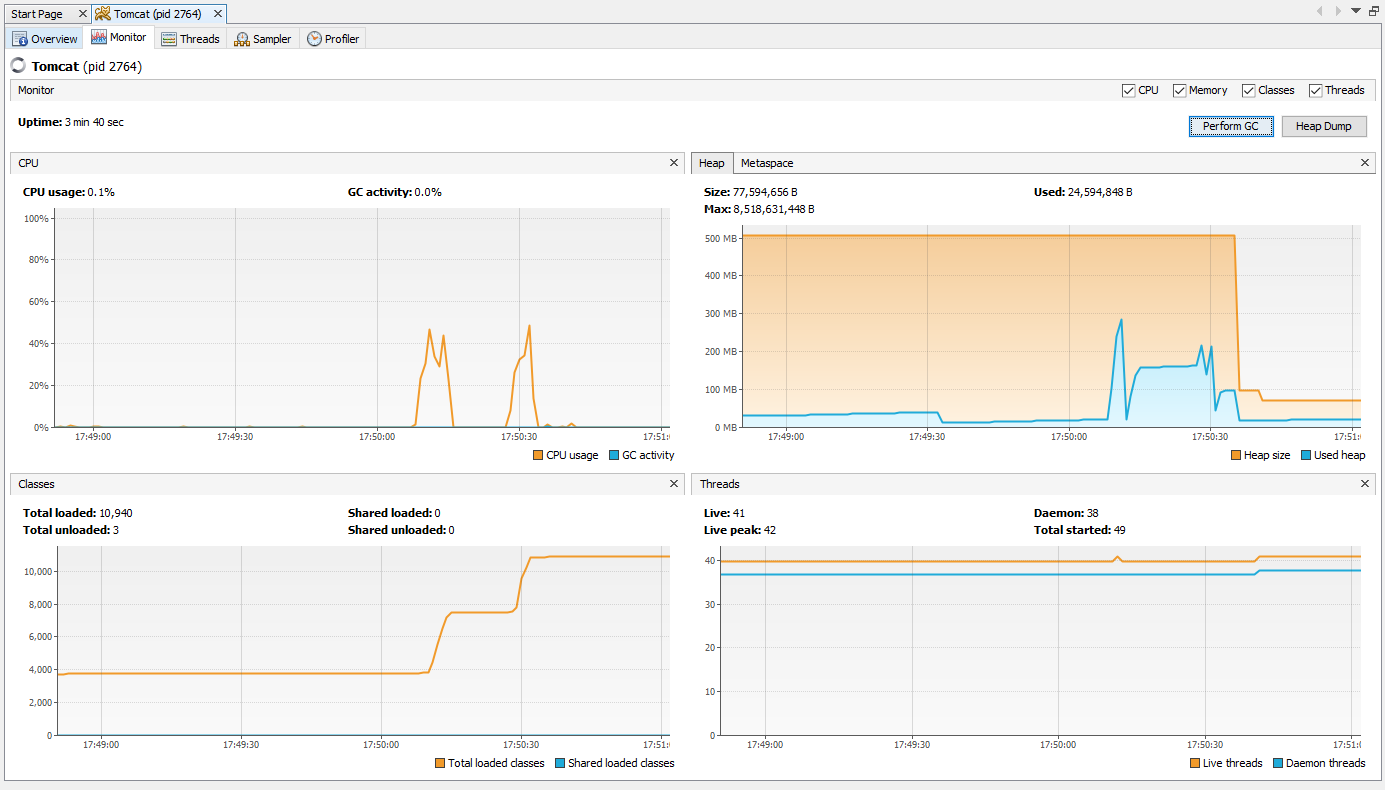 Start Page
Tomcat (pid 2764)
Overview
Monitor
Threads
Sampler
Profiler
Tomcat (pid 2764)
Monitor
CPU
Memory
Classes
Threads
Uptime: 3 min 40 sec
Perform GC
Heap Dump
CPU
CPU usage: 0.1%
GC activity: 0.0%
100%
80%
60%
40%
20%
0%
17:49:00
17:49:30
17:50:00
17:50:30
17:51:0
CPU usage
GC activity
Heap
Metaspace
Size: 77,594,656 B
Used: 24,594,848 B
Max: 8,518,631,448 B
500 MB
400 MB
300 MB
200 MB
100 MB
0 MB
17:49:00
17:49:30
17:50:00
17:50:30
17:51:0
Heap size
Used heap
Classes
Total loaded: 10,940
Shared loaded: 0
Total unloaded: 3
Shared unloaded: 0
10,000
8,000
6,000
4,000
2,000
0
17:49:00
17:49:30
17:50:00
17:50:30
17:51:0
Total loaded classes
Shared loaded classes
Threads
Live: 41
Daemon: 38
Live peak: 42
Total started: 49
40
30
20
10
0
17:49:00
17:49:30
17:50:00
17:50:30
17:51:0
Live threads
Daemon threads